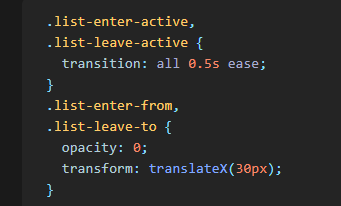 .list-enter-active,
.list-leave-active {
  transition: all 0.5s ease;
}
.list-enter-from,
.list-leave-to {
  opacity: 0;
  transform: translateX(30px);
}